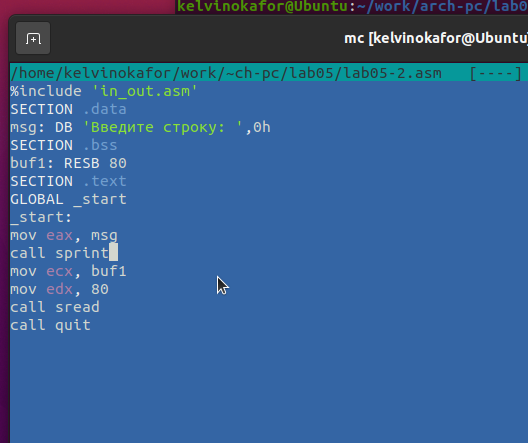 kelvinokafor@Ubuntu:~/work/arch-pc/lab0
mc [kelvinokafor@Ubuntu]
/home/kelvinokafor/work/~ch-pc/lab05/lab05-2.asm [----]
%include 'in_out.asm'
SECTION .data
msg: DB 'Введите строку: ',0h
SECTION .bss
buf1: RESB 80
SECTION .text
GLOBAL _start
_start:
mov eax, msg
call sprint
mov ecx, buf1
mov edx, 80
call sread
call quit